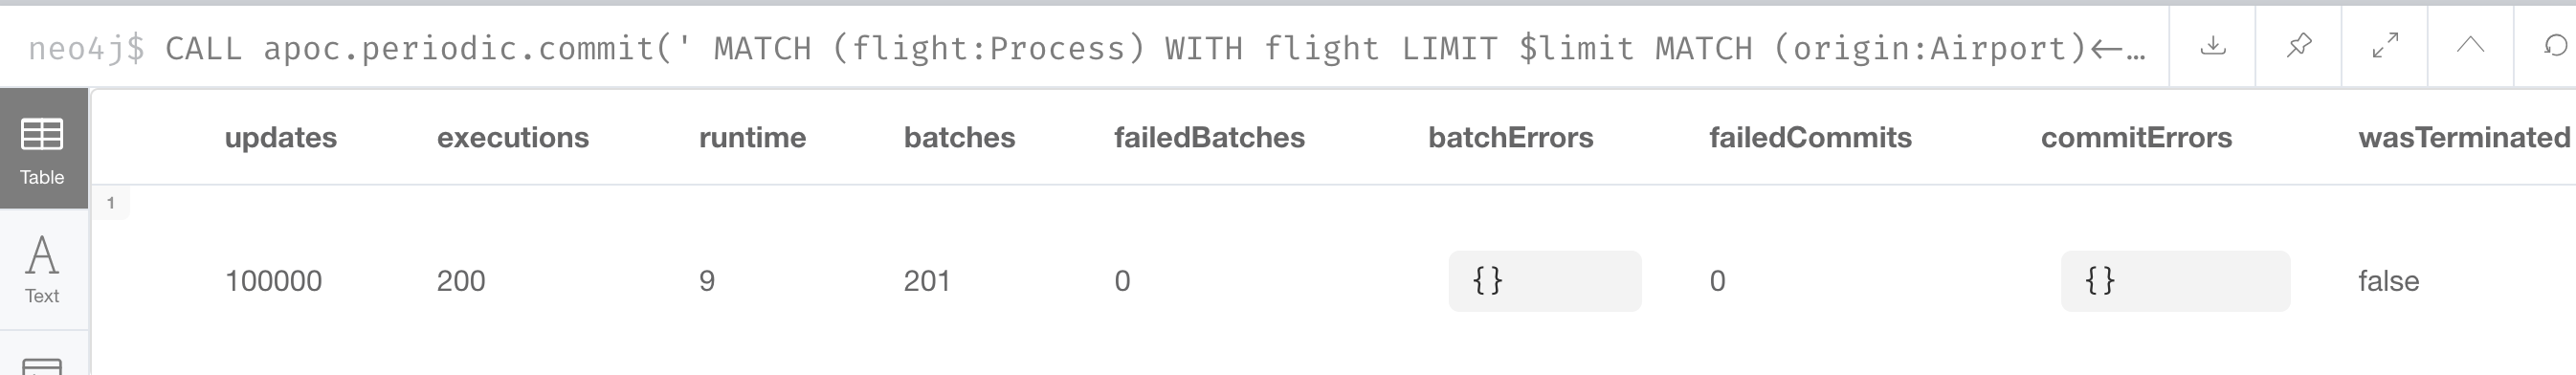 neo4j$ CALL apoc.periodic.commit(' MATCH (flight:Process) WITH flight LIMIT $limit MATCH (origin:Airport)<-…
Table
updates executions runtime batches failedBatches batchErrors failedCommits commitErrors wasTerminated
1
100000 200 9 201 0 {} 0 {} false
A
Text